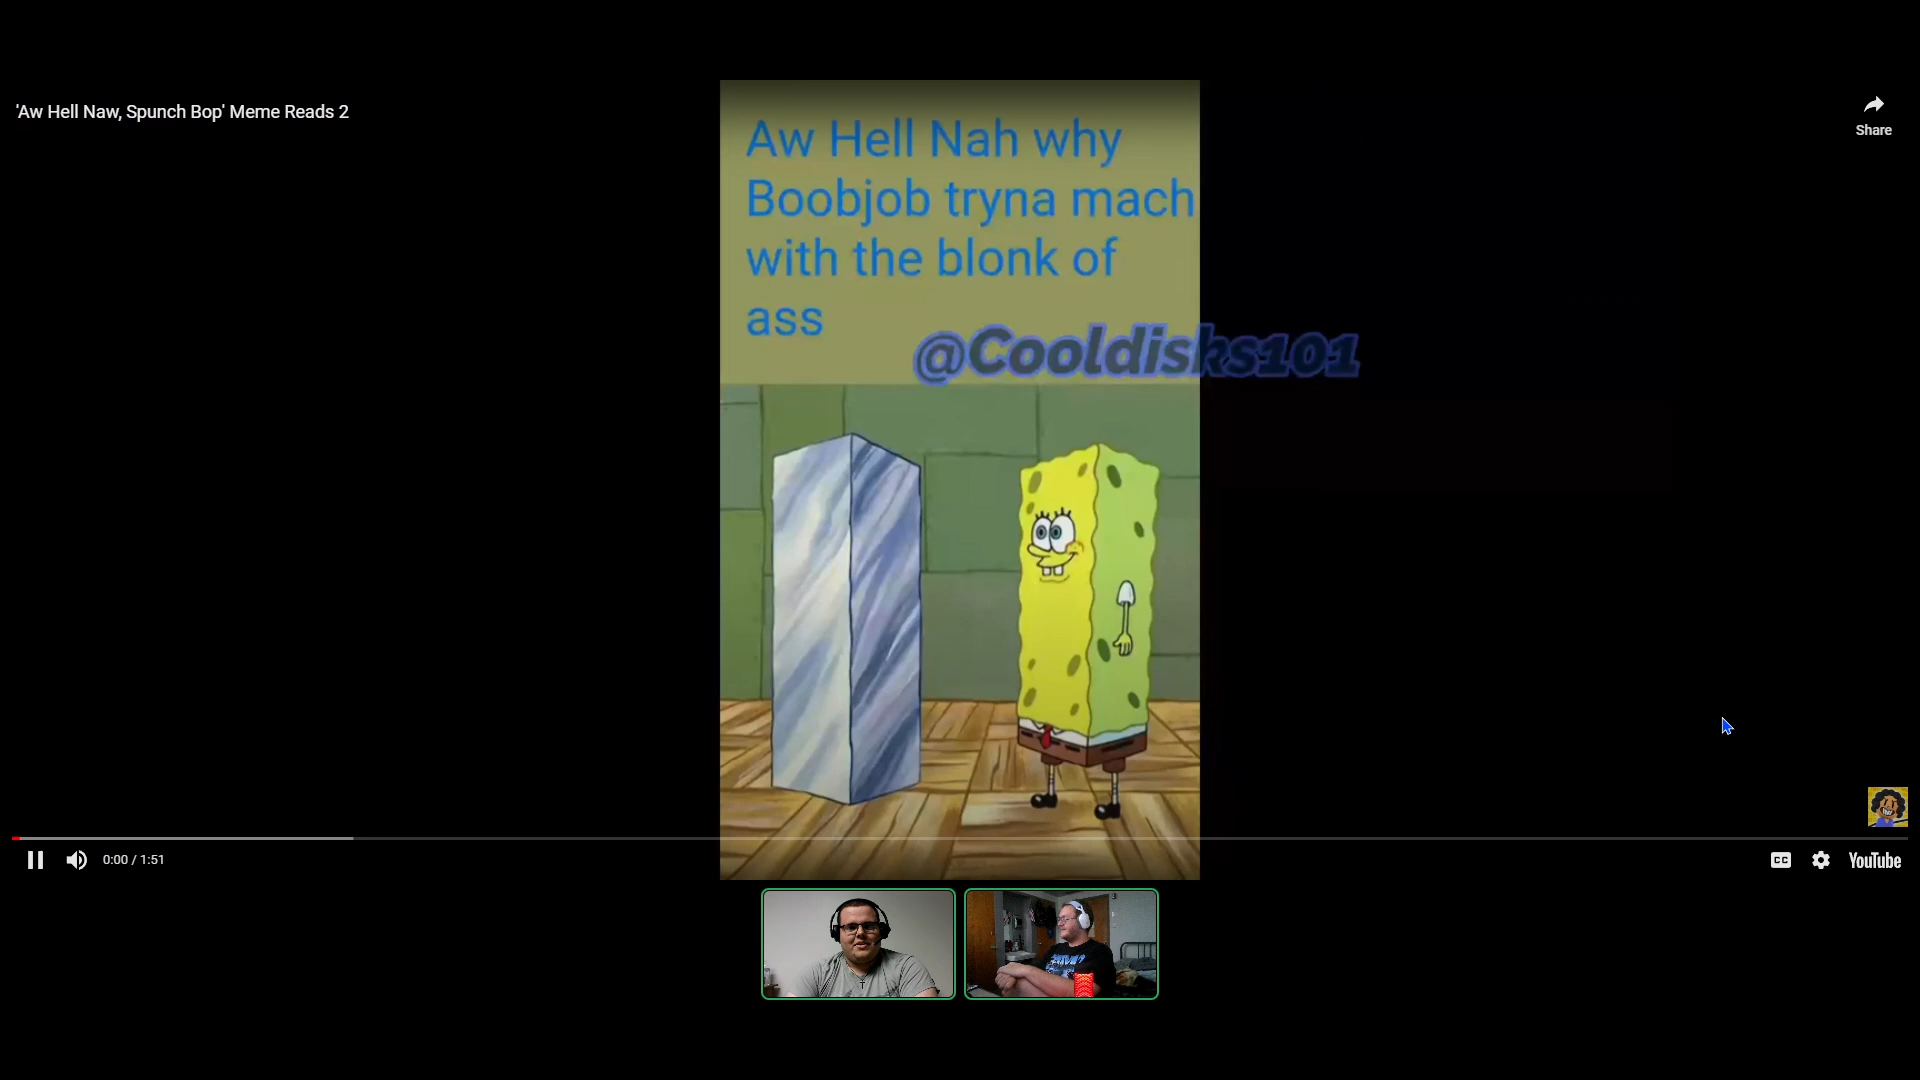 'Aw Hell Naw, Spunch Bop' Meme Reads 2
Share
Aw Hell Nah why
Boobjob tryna mach
with the blonk of
ass
@Cooldisks101
0:00 / 1:51
CC
YouTube